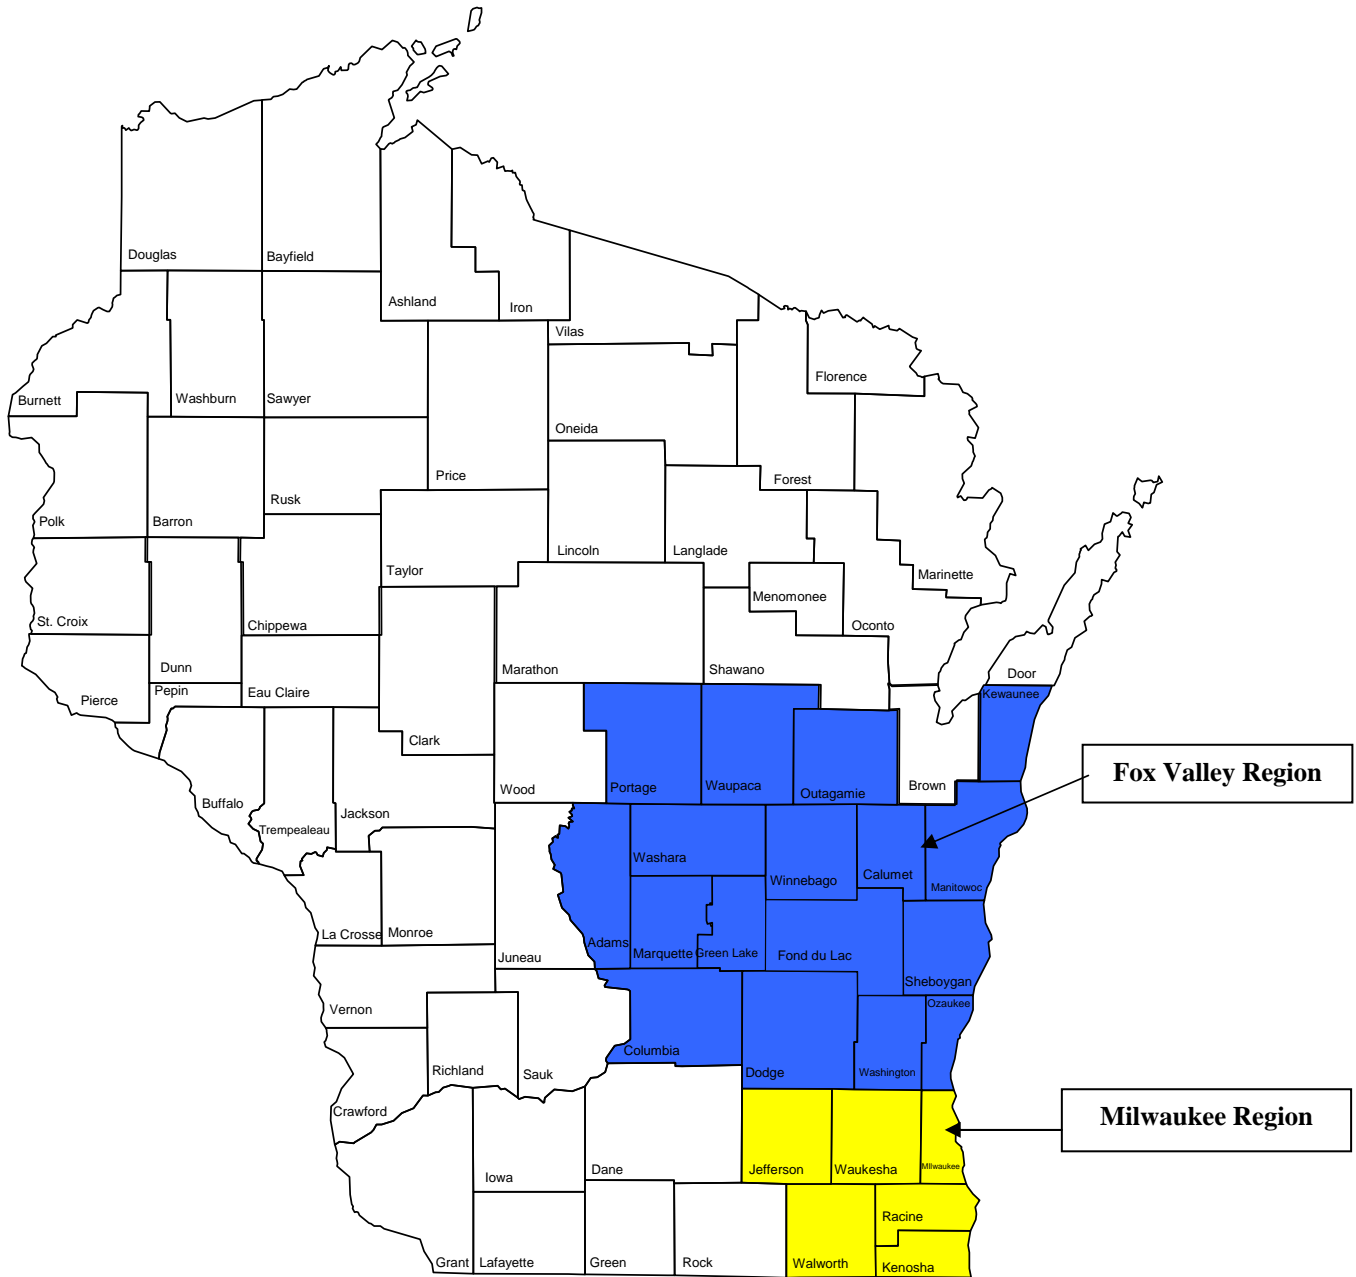 Douglas
Bayfield
Ashland
Iron
Vilas
Florence
Burnett
Washburn
Sawyer
Oneida
Price
Forest
Rusk
Polk
Barron
Lincoln
Langlade
Taylor
Marinette
Menomonee
St. Croix
Chippewa
Oconto
Dunn
Marathon
Shawano
Door
Pierce
Pepin
Eau Claire
Kewaunee
Clark
Fox Valley Region
Wood
Portage
Waupaca
Outagamie
Brown
Buffalo
Jackson
Trempealeau
Washara
Winnebago
Calumet
Manitowoc
La Crosse
Monroe
Adams
Marquette
Green Lake
Fond du Lac
Juneau
Sheboygan
Ozaukee
Vernon
Columbia
Richland
Sauk
Dodge
Washington
Crawford
Milwaukee Region
Iowa
Dane
Jefferson
Waukesha
Milwaukee
Racine
Grant
Lafayette
Green
Rock
Walworth
Kenosha